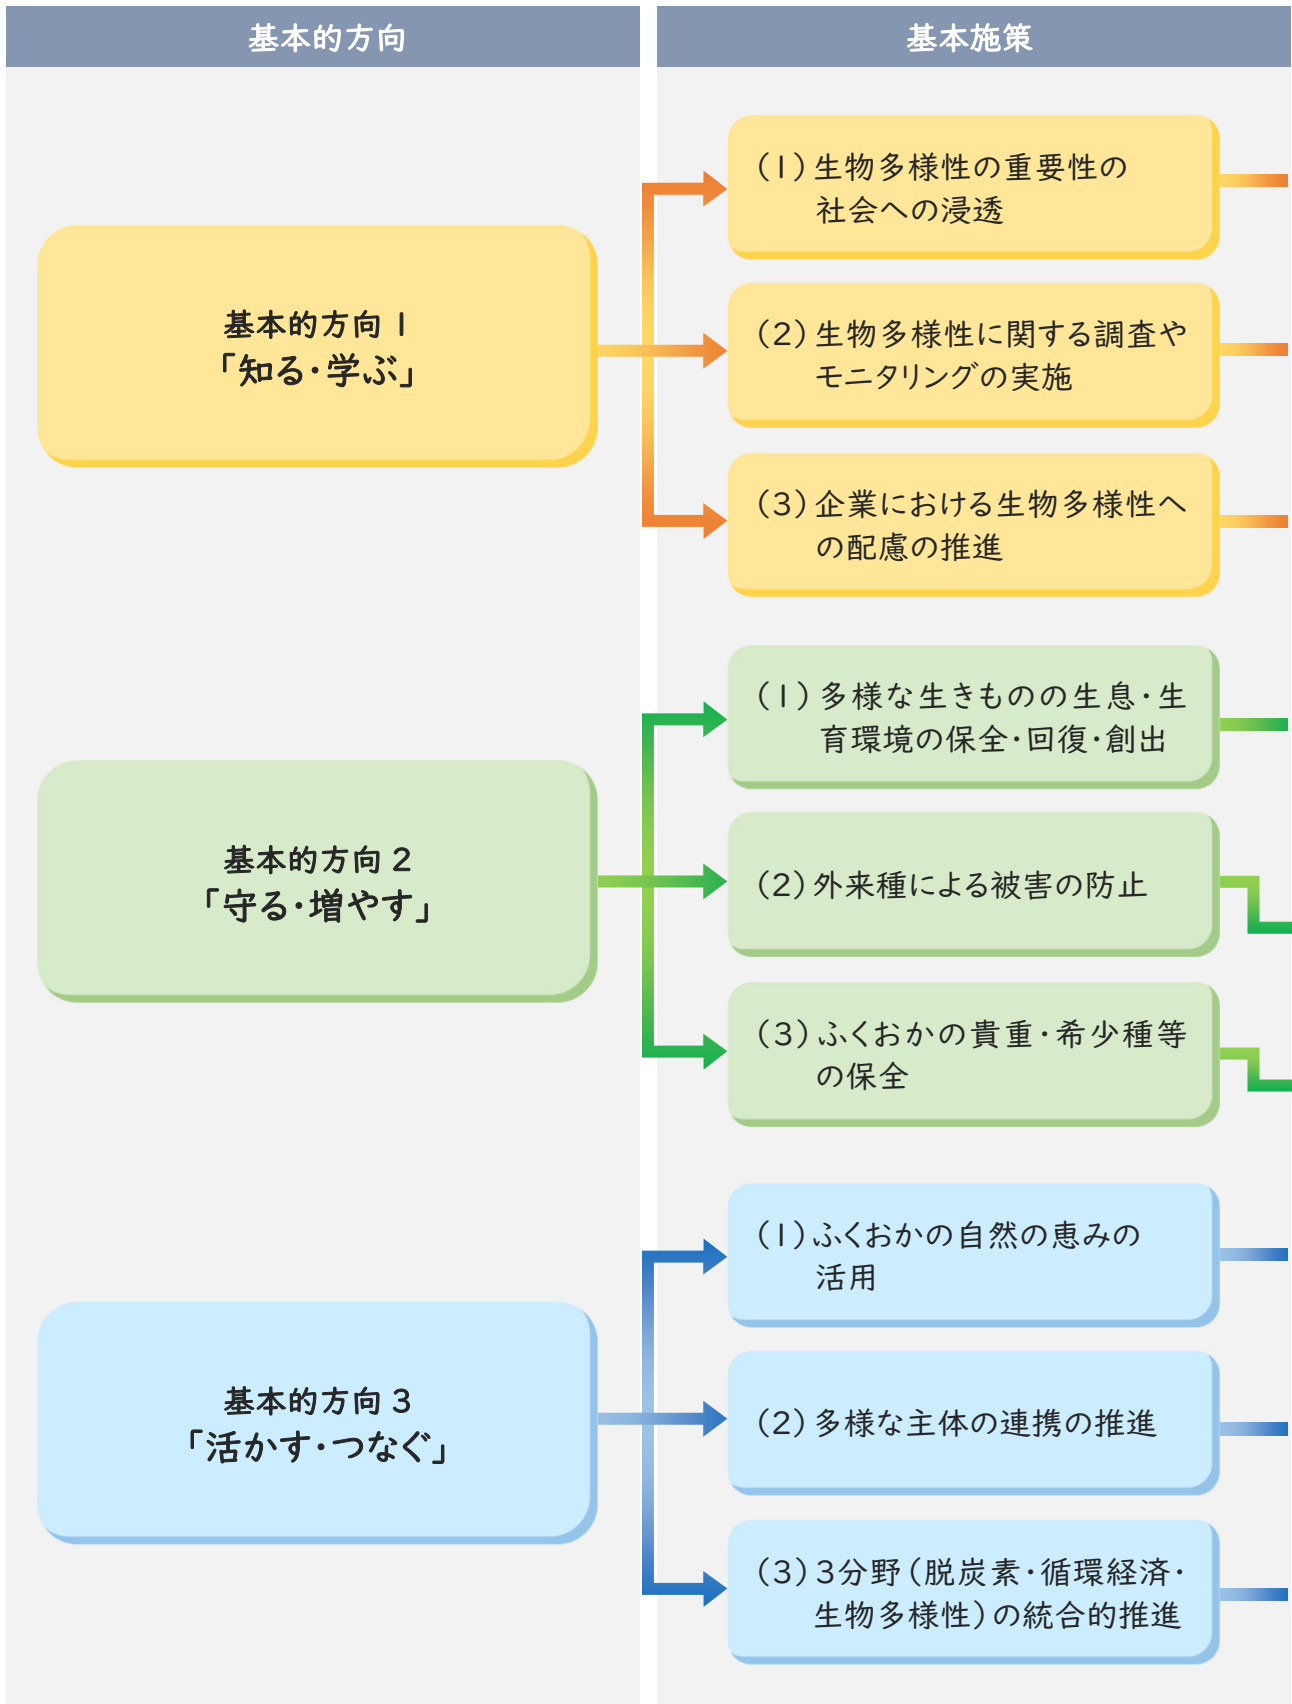 基本的方向
基本施策
基本的方向1
「知る・学ぶ」
(1)生物多様性の重要性の
社会への浸透
(2)生物多様性に関する調査や
モニタリングの実施
(3)企業における生物多様性へ
の配慮の推進
基本的方向2
「守る・増やす」
(1)多様な生きものの生息・生
育環境の保全・回復・創出
(2)外来種による被害の防止
(3)ふくおかの貴重・希少種等
の保全
基本的方向3
「活かす・つなぐ」
(1)ふくおかの自然の恵みの
活用
(2)多様な主体の連携の推進
(3)3分野(脱炭素・循環経済・
生物多様性)の統合的推進